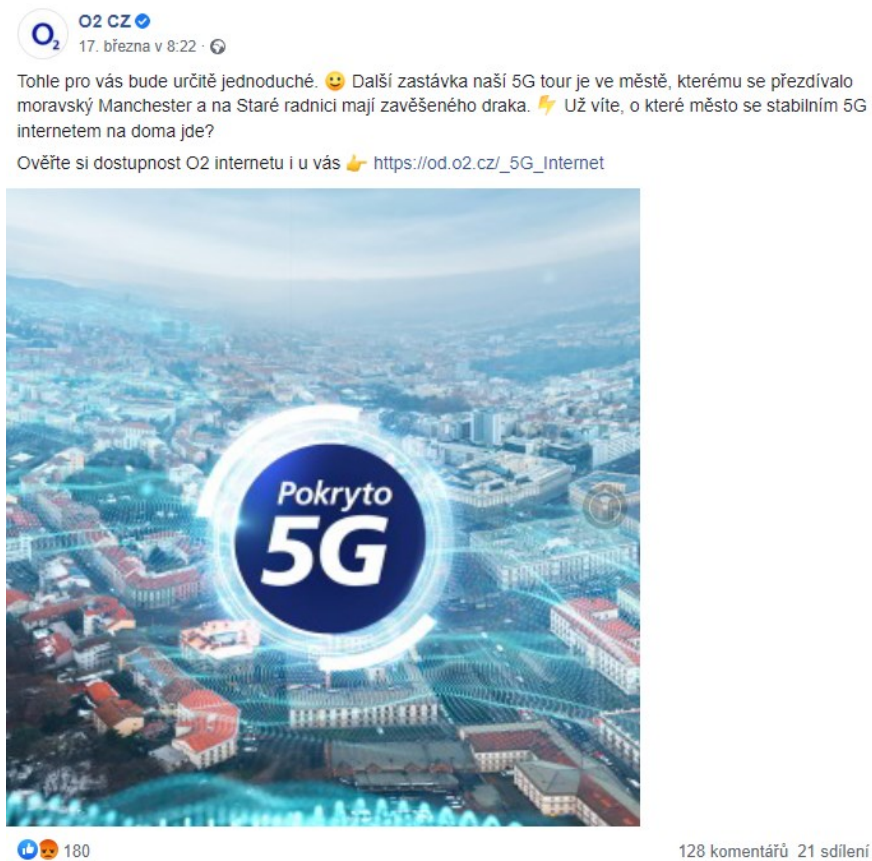 O2
O2 CZ
17. března v 8:22 ·
Tohle pro vás bude určitě jednoduché. 🙂 Další zastávka naší 5G tour je ve městě, kterému se přezdívalo
moravský Manchester a na Staré radnici mají zavěšeného draka. ⚡ Už víte, o které město se stabilním 5G
internetem na doma jde?
Ověřte si dostupnost O2 internetu i u vás 👉 https://od.o2.cz/_5G_Internet
Pokryto
5G
180
128 komentářů 21 sdílení